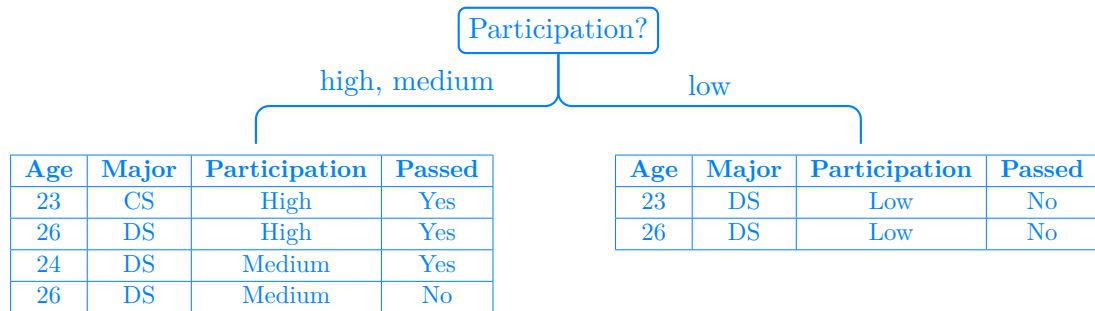 Participation?
high, medium
low
Age Major Participation Passed
23 CS High Yes
26 DS High Yes
24 DS Medium Yes
26 DS Medium No
Age Major Participation Passed
23 DS Low No
26 DS Low No